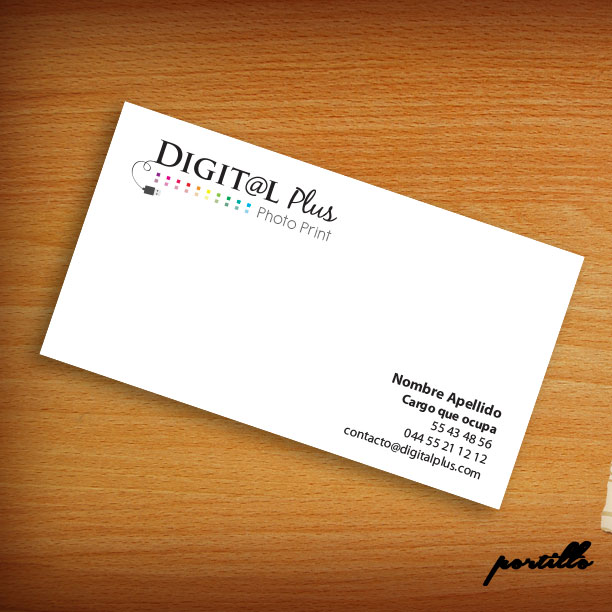 DIGIT@L Plus
Photo Print
Nombre Apellido
Cargo que ocupa
55 43 48 56
044 55 21 12 12
contacto@digitalplus.com
portillo